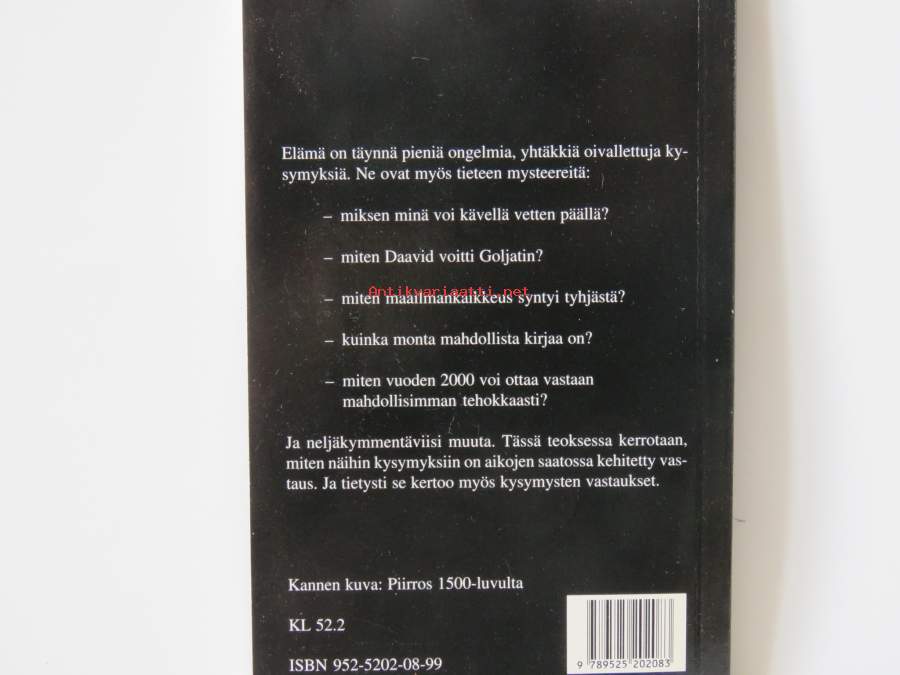 Elämä on täynnä pieniä ongelmia, yhtäkkiä oivallettuja ky-
symyksiä. Ne ovat myös tieteen mysteereitä:
– miksen minä voi kävellä vetten päällä?
– miten Daavid voitti Goljatin?
Antikvariaatti.net
– miten maailmankaikkeus syntyi tyhjästä?
– kuinka monta mahdollista kirjaa on?
– miten vuoden 2000 voi ottaa vastaan
mahdollisimman tehokkaasti?
Ja neljäkymmentäviisi muuta. Tässä teoksessa kerrotaan,
miten näihin kysymyksiin on aikojen saatossa kehitetty vas-
taus. Ja tietysti se kertoo myös kysymysten vastaukset.
Kannen kuva: Piirros 1500-luvulta
KL 52.2
ISBN 952-5202-08-99
9 789525 202083